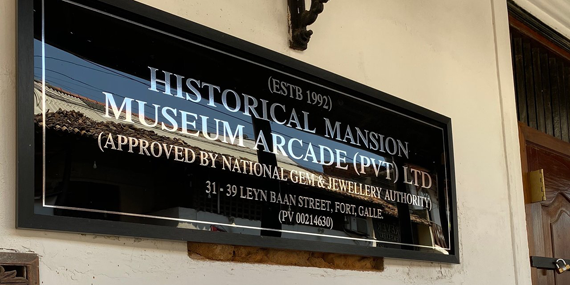 (ESTB 1992)
HISTORICAL MANSION
MUSEUM ARCADE (PVT) LTD
(APPROVED BY NATIONAL GEM & JEWELLERY AUTHORITY)
31 - 39 LEYN BAAN STREET, FORT, GALLE.
(PV 00214630)